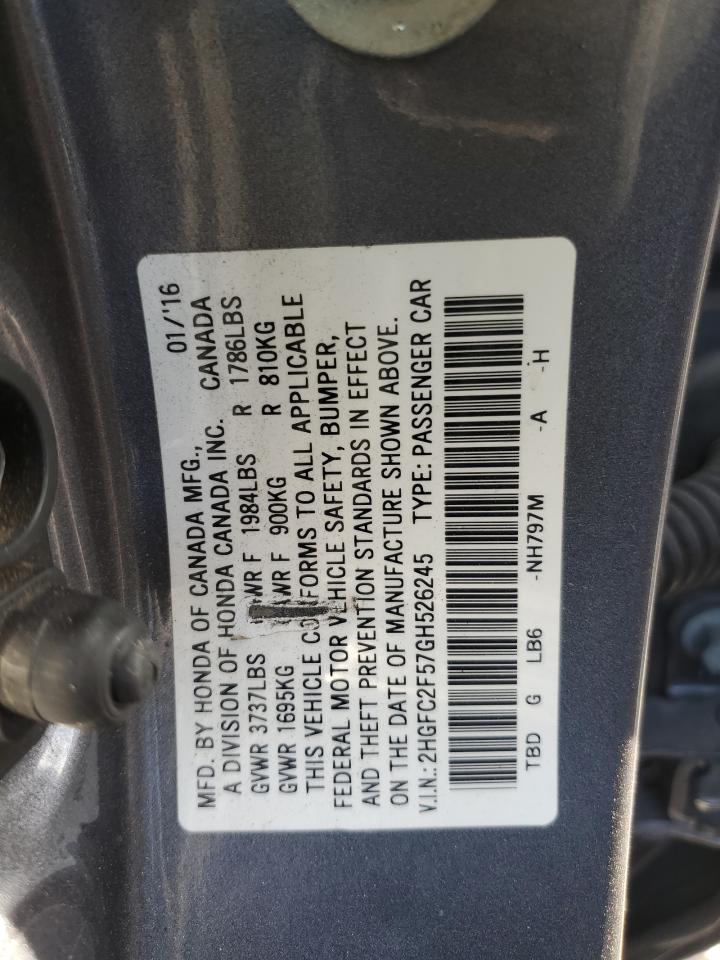 MFD. BY HONDA OF CANADA MFG., 01/'16
A DIVISION OF HONDA CANADA INC. CANADA
GVWR 3737LBS WR F 1984LBS R 1786LBS
GVWR 1695KG WR F 900KG R 810KG
THIS VEHICLE CONFORMS TO ALL APPLICABLE
FEDERAL MOTOR VEHICLE SAFETY, BUMPER,
AND THEFT PREVENTION STANDARDS IN EFFECT
ON THE DATE OF MANUFACTURE SHOWN ABOVE.
V.I.N.: 2HGFC2F57GH526245 TYPE: PASSENGER CAR
TBD G LB6 -NH797M -A -H